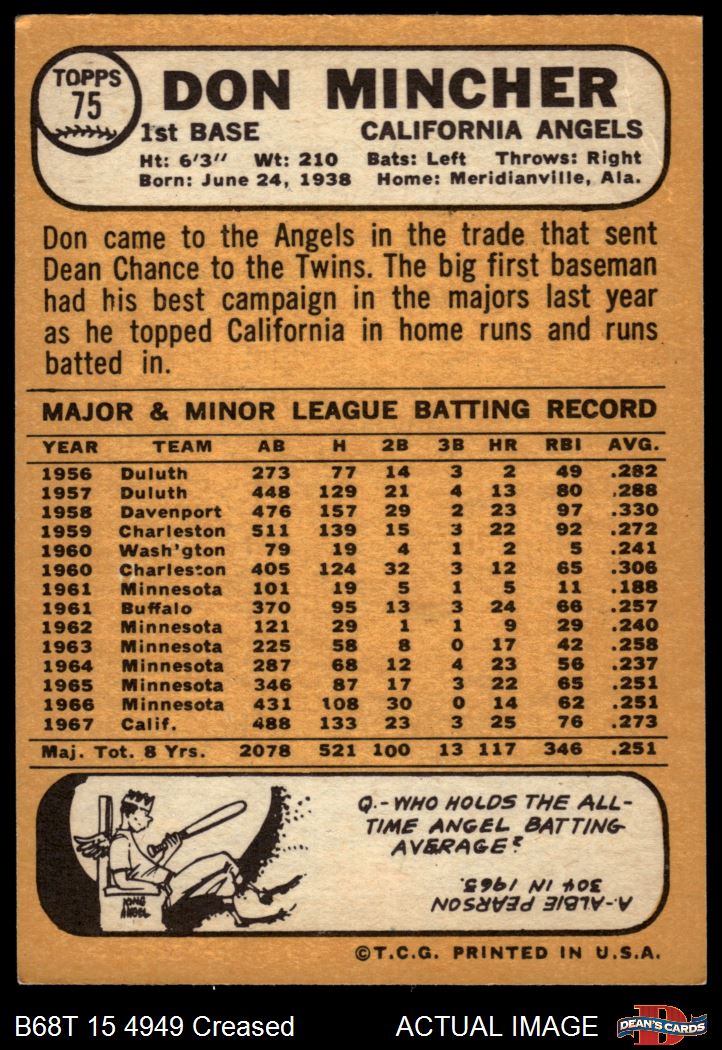 TOPPS
75
DON MINCHER
1st BASE CALIFORNIA ANGELS
Ht: 6'3" Wt: 210 Bats: Left Throws: Right
Born: June 24, 1938 Home: Meridianville, Ala.
Don came to the Angels in the trade that sent
Dean Chance to the Twins. The big first baseman
had his best campaign in the majors last year
as he topped California in home runs and runs
batted in.
MAJOR & MINOR LEAGUE BATTING RECORD
YEAR TEAM AB H 2B 3B HR RBI AVG.
1956 Duluth 273 77 14 3 2 49 .282
1957 Duluth 448 129 21 4 13 80 .288
1958 Davenport 476 157 29 2 23 97 .330
1959 Charleston 511 139 15 3 22 92 .272
1960 Wash'gton 79 19 4 1 2 5 .241
1960 Charleston 405 124 32 3 12 65 .306
1961 Minnesota 101 19 5 1 5 11 .188
1961 Buffalo 370 95 13 3 24 66 .257
1962 Minnesota 121 29 1 1 9 29 .240
1963 Minnesota 225 58 8 0 17 42 .258
1964 Minnesota 287 68 12 4 23 56 .237
1965 Minnesota 346 87 17 3 22 65 .251
1966 Minnesota 431 108 30 0 14 62 .251
1967 Calif. 488 133 23 3 25 76 .273
Maj. Tot. 8 Yrs. 2078 521 100 13 117 346 .251
KING
ANGEL
Q.-WHO HOLDS THE ALL-
TIME ANGEL BATTING
AVERAGE?
A-ALBIE PEARSON
304 IN 1965.
©T.C.G. PRINTED IN U.S.A.
B68T 15 4949 Creased ACTUAL IMAGE
DEAN'S CARDS